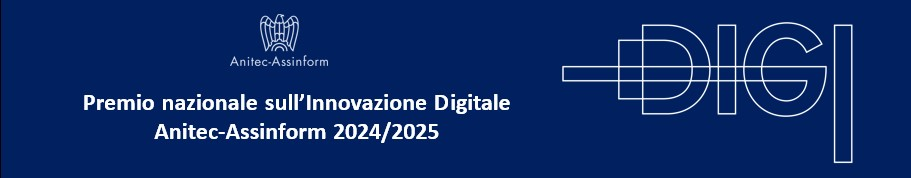 Anitec-Assinform
Premio nazionale sull'Innovazione Digitale
Anitec-Assinform 2024/2025
DIGI